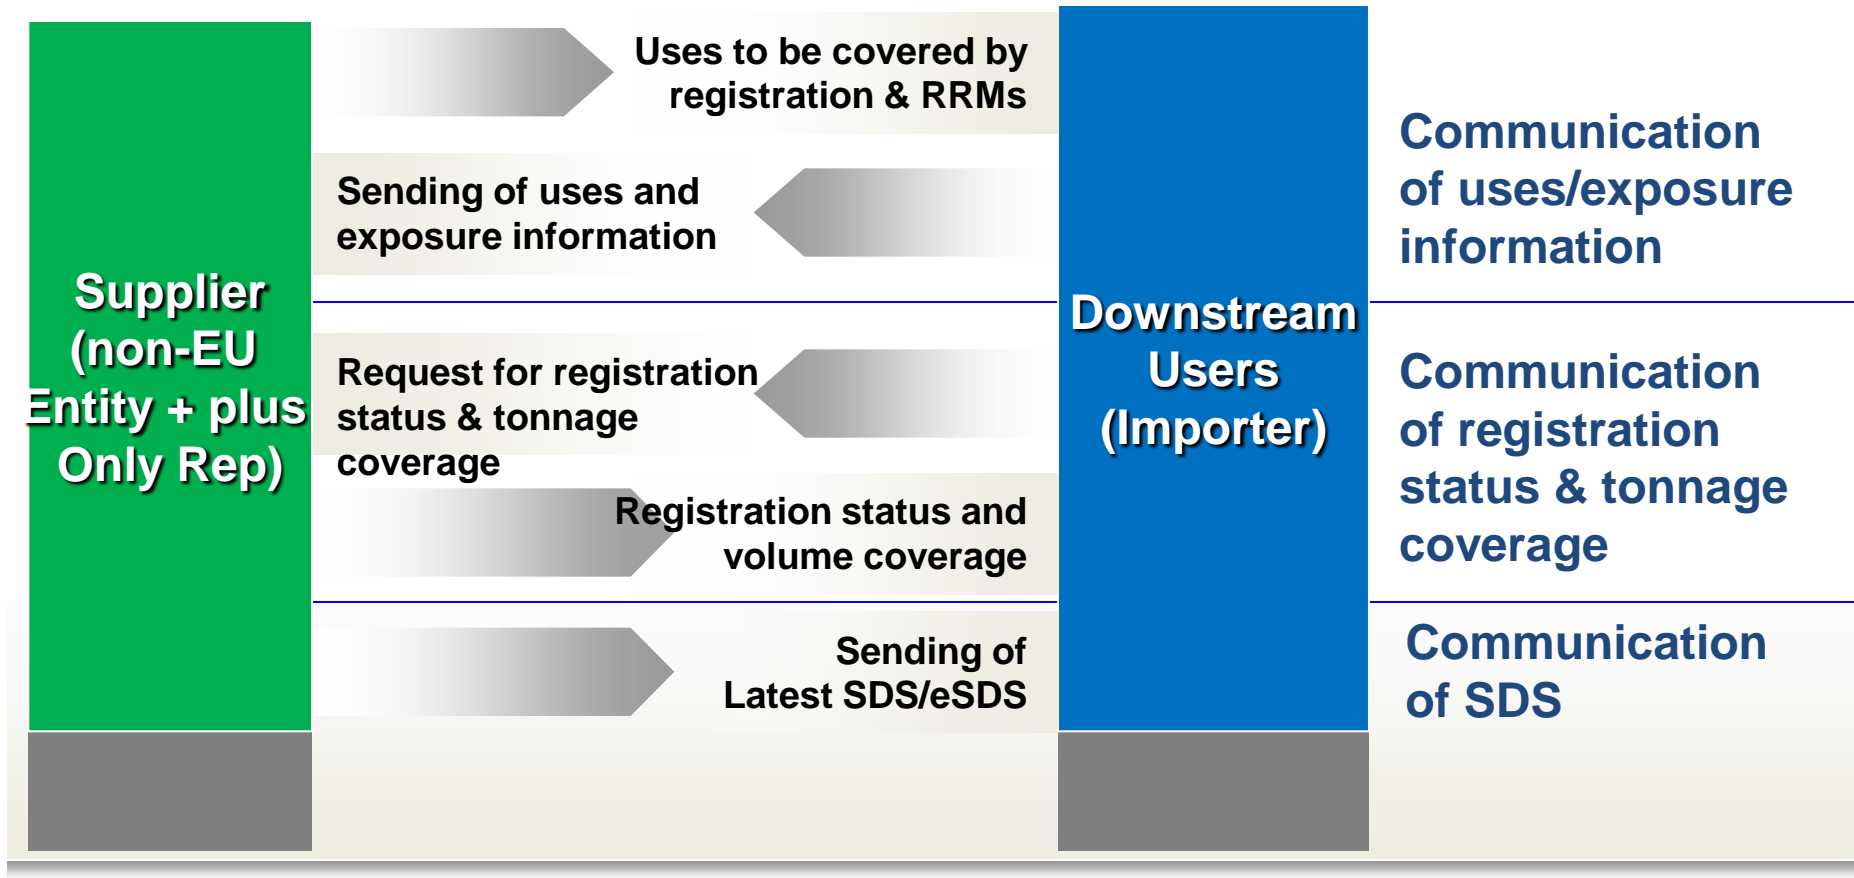 Supplier
(non-EU
Entity + plus
Only Rep)
Uses to be covered by
registration & RRMs
Sending of uses and
exposure information
Request for registration
status & tonnage
coverage
Registration status and
volume coverage
Sending of
Latest SDS/eSDS
Downstream
Users
(Importer)
Communication
of uses/exposure
information
Communication
of registration
status & tonnage
coverage
Communication
of SDS